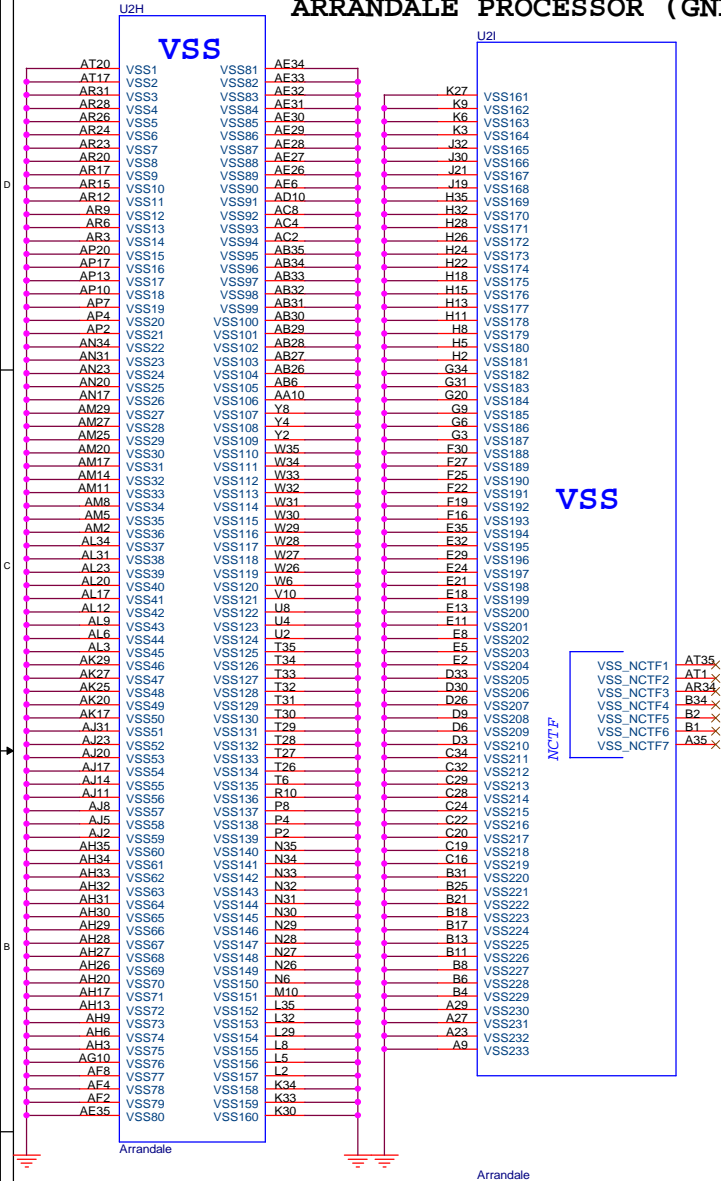 ARRANDALE PROCESSOR (GN
U2H
VSS
AT20 VSS1 VSS81 AE34
AT17 VSS2 VSS82 AE33
AR31 VSS3 VSS83 AE32
AR28 VSS4 VSS84 AE31
AR26 VSS5 VSS85 AE30
AR24 VSS6 VSS86 AE29
AR23 VSS7 VSS87 AE28
AR20 VSS8 VSS88 AE27
AR17 VSS9 VSS89 AE26
AR15 VSS10 VSS90 AE6
AR12 VSS11 VSS91 AD10
AR9 VSS12 VSS92 AC8
AR6 VSS13 VSS93 AC4
AR3 VSS14 VSS94 AC2
AP20 VSS15 VSS95 AB35
AP17 VSS16 VSS96 AB34
AP13 VSS17 VSS97 AB33
AP10 VSS18 VSS98 AB32
AP7 VSS19 VSS99 AB31
AP4 VSS20 VSS100 AB30
AP2 VSS21 VSS101 AB29
AN34 VSS22 VSS102 AB28
AN31 VSS23 VSS103 AB27
AN23 VSS24 VSS104 AB26
AN20 VSS25 VSS105 AB6
AN17 VSS26 VSS106 AA10
AM29 VSS27 VSS107 Y8
AM27 VSS28 VSS108 Y4
AM25 VSS29 VSS109 Y2
AM20 VSS30 VSS110 W35
AM17 VSS31 VSS111 W34
AM14 VSS32 VSS112 W33
AM11 VSS33 VSS113 W32
AM8 VSS34 VSS114 W31
AM5 VSS35 VSS115 W30
AM2 VSS36 VSS116 W29
AL34 VSS37 VSS117 W28
AL31 VSS38 VSS118 W27
AL23 VSS39 VSS119 W26
AL20 VSS40 VSS120 W6
AL17 VSS41 VSS121 V10
AL12 VSS42 VSS122 U8
AL9 VSS43 VSS123 U4
AL6 VSS44 VSS124 U2
AL3 VSS45 VSS125 T35
AK29 VSS46 VSS126 T34
AK27 VSS47 VSS127 T33
AK25 VSS48 VSS128 T32
AK20 VSS49 VSS129 T31
AK17 VSS50 VSS130 T30
AJ31 VSS51 VSS131 T29
AJ23 VSS52 VSS132 T28
AJ20 VSS53 VSS133 T27
AJ17 VSS54 VSS134 T26
AJ14 VSS55 VSS135 T6
AJ11 VSS56 VSS136 R10
AJ8 VSS57 VSS137 P8
AJ5 VSS58 VSS138 P4
AJ2 VSS59 VSS139 P2
AH35 VSS60 VSS140 N35
AH34 VSS61 VSS141 N34
AH33 VSS62 VSS142 N33
AH32 VSS63 VSS143 N32
AH31 VSS64 VSS144 N31
AH30 VSS65 VSS145 N30
AH29 VSS66 VSS146 N29
AH28 VSS67 VSS147 N28
AH27 VSS68 VSS148 N27
AH26 VSS69 VSS149 N26
AH20 VSS70 VSS150 N6
AH17 VSS71 VSS151 M10
AH13 VSS72 VSS152 L35
AH9 VSS73 VSS153 L32
AH6 VSS74 VSS154 L29
AH3 VSS75 VSS155 L8
AG10 VSS76 VSS156 L5
AF8 VSS77 VSS157 L2
AF4 VSS78 VSS158 K34
AF2 VSS79 VSS159 K33
AE35 VSS80 VSS160 K30
Arrandale
U2I
K27 VSS161
K9 VSS162
K6 VSS163
K3 VSS164
J32 VSS165
J30 VSS166
J21 VSS167
J19 VSS168
H35 VSS169
H32 VSS170
H28 VSS171
H26 VSS172
H24 VSS173
H22 VSS174
H18 VSS175
H15 VSS176
H13 VSS177
H11 VSS178
H8 VSS179
H5 VSS180
H2 VSS181
G34 VSS182
G31 VSS183
G20 VSS184
G9 VSS185
G6 VSS186
G3 VSS187
F30 VSS188
F27 VSS189
F25 VSS190
F22 VSS191
F19 VSS192
F16 VSS193
E35 VSS194
E32 VSS195
E29 VSS196
E24 VSS197
E21 VSS198
E18 VSS199
E13 VSS200
E11 VSS201
E8 VSS202
E5 VSS203
E2 VSS204
D33 VSS205
D30 VSS206
D26 VSS207
D9 VSS208
D6 VSS209
D3 VSS210
C34 VSS211
C32 VSS212
C29 VSS213
C28 VSS214
C24 VSS215
C22 VSS216
C20 VSS217
C19 VSS218
C16 VSS219
B31 VSS220
B25 VSS221
B21 VSS222
B18 VSS223
B17 VSS224
B13 VSS225
B11 VSS226
B8 VSS227
B6 VSS228
B4 VSS229
A29 VSS230
A27 VSS231
A23 VSS232
A9 VSS233
VSS
NCTF
VSS_NCTF1 AT35
VSS_NCTF2 AT1
VSS_NCTF3 AR34
VSS_NCTF4 B34
VSS_NCTF5 B2
VSS_NCTF6 B1
VSS_NCTF7 A35
Arrandale
D
C
B